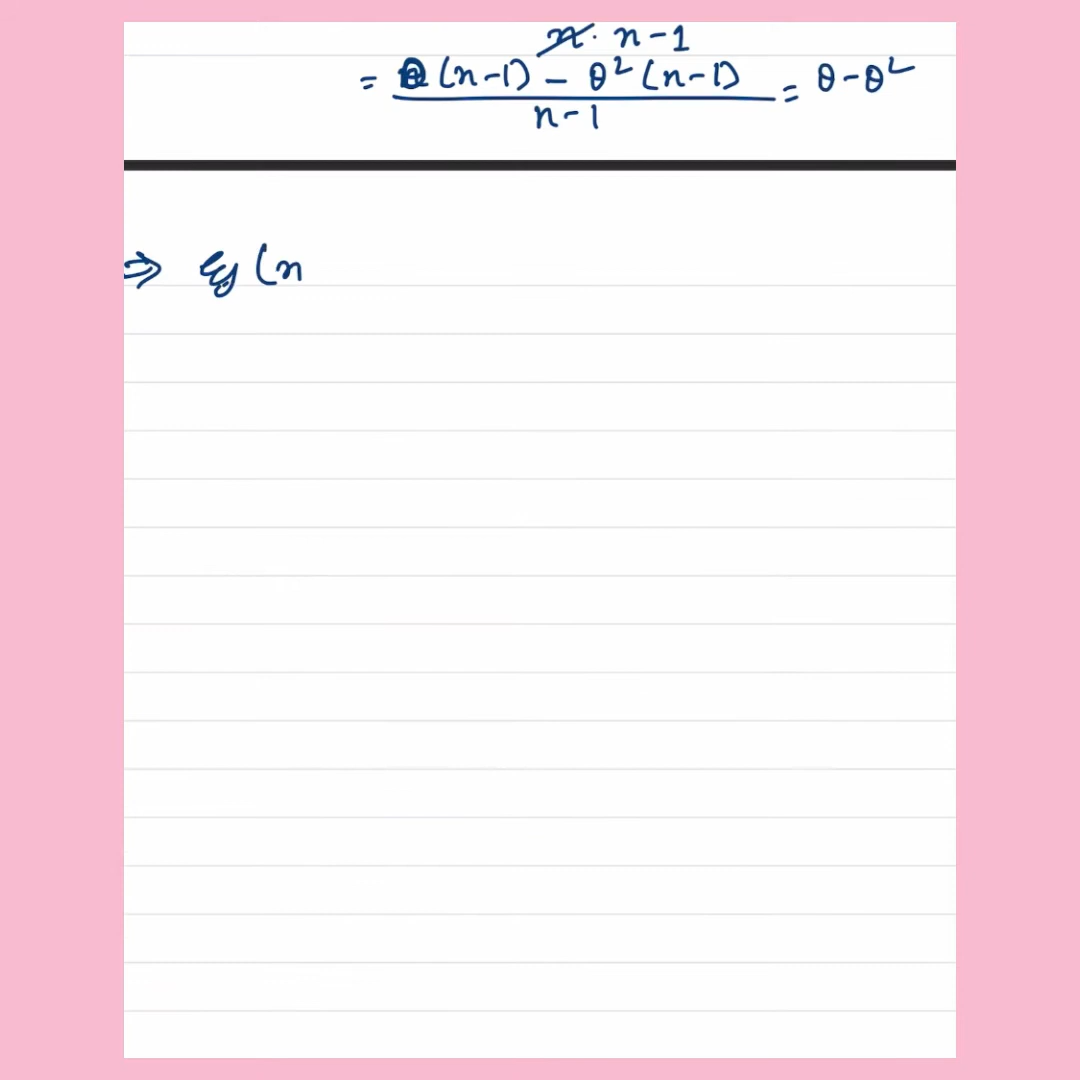 n · n - 1
= θ (n-1) - θ² (n-1) = θ - θ²
n - 1
⇒ (n